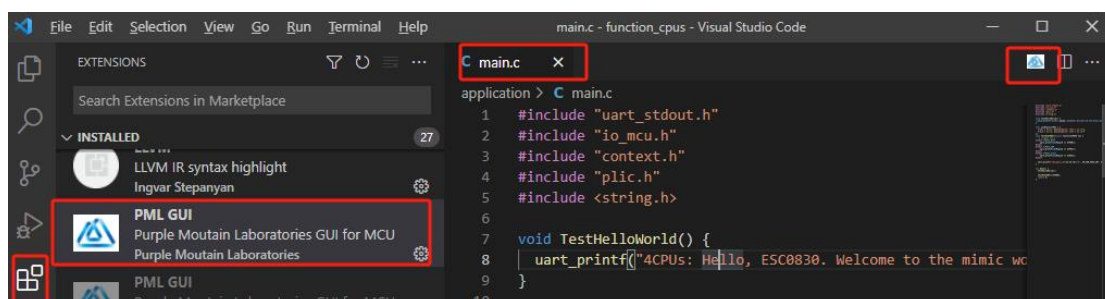 File Edit Selection View Go Run Terminal Help main.c - function_cpus - Visual Studio Code
EXTENSIONS
Search Extensions in Marketplace
INSTALLED 27
LLVM IR syntax highlight
Ingvar Stepanyan
PML GUI
Purple Moutain Laboratories GUI for MCU
Purple Moutain Laboratories
PML GUI
C main.c
application > C main.c
1 #include "uart_stdout.h"
2 #include "io_mcu.h"
3 #include "context.h"
4 #include "plic.h"
5 #include <string.h>
6
7 void TestHelloWorld() {
8 uart_printf("4CPUs: Hello, ESC0830. Welcome to the mimic wo
9 }